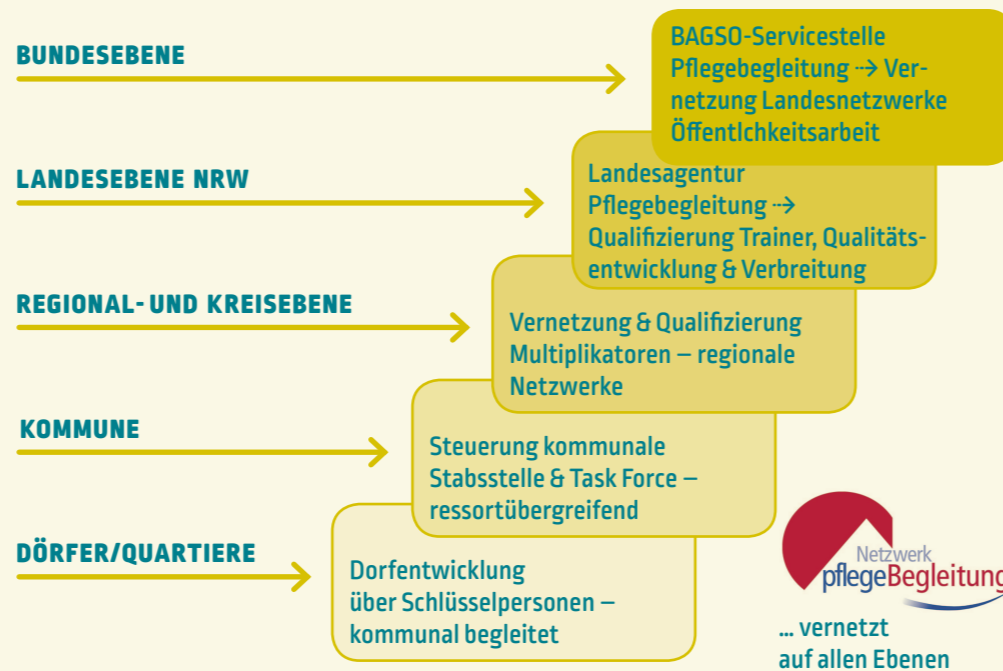 BUNDESEBENE
BAGSO-Servicestelle
Pflegebegleitung ⇢ Ver-
netzung Landesnetzwerke
Öffentlchkeitsarbeit
LANDESEBENE NRW
Landesagentur
Pflegebegleitung ⇢
Qualifizierung Trainer, Qualitäts-
entwicklung & Verbreitung
REGIONAL- UND KREISEBENE
Vernetzung & Qualifizierung
Multiplikatoren – regionale
Netzwerke
KOMMUNE
Steuerung kommunale
Stabsstelle & Task Force –
ressortübergreifend
DÖRFER/QUARTIERE
Dorfentwicklung
über Schlüsselpersonen –
kommunal begleitet
Netzwerk
pflegeBegleitung
... vernetzt
auf allen Ebenen